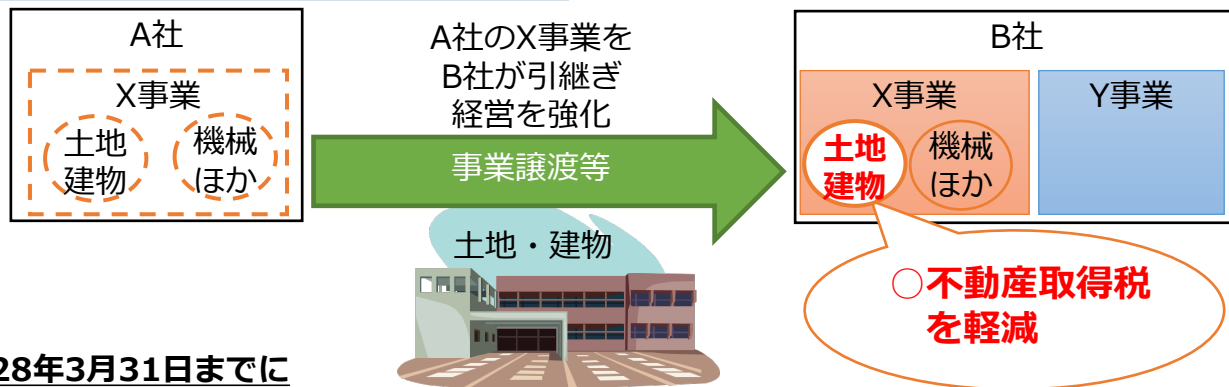 A社
X事業
土地
建物
機械
ほか
A社のX事業を
B社が引継ぎ
経営を強化
事業譲渡等
土地・建物
B社
X事業
土地
建物
機械
ほか
Y事業
○不動産取得税
を軽減
28年3月31日までに